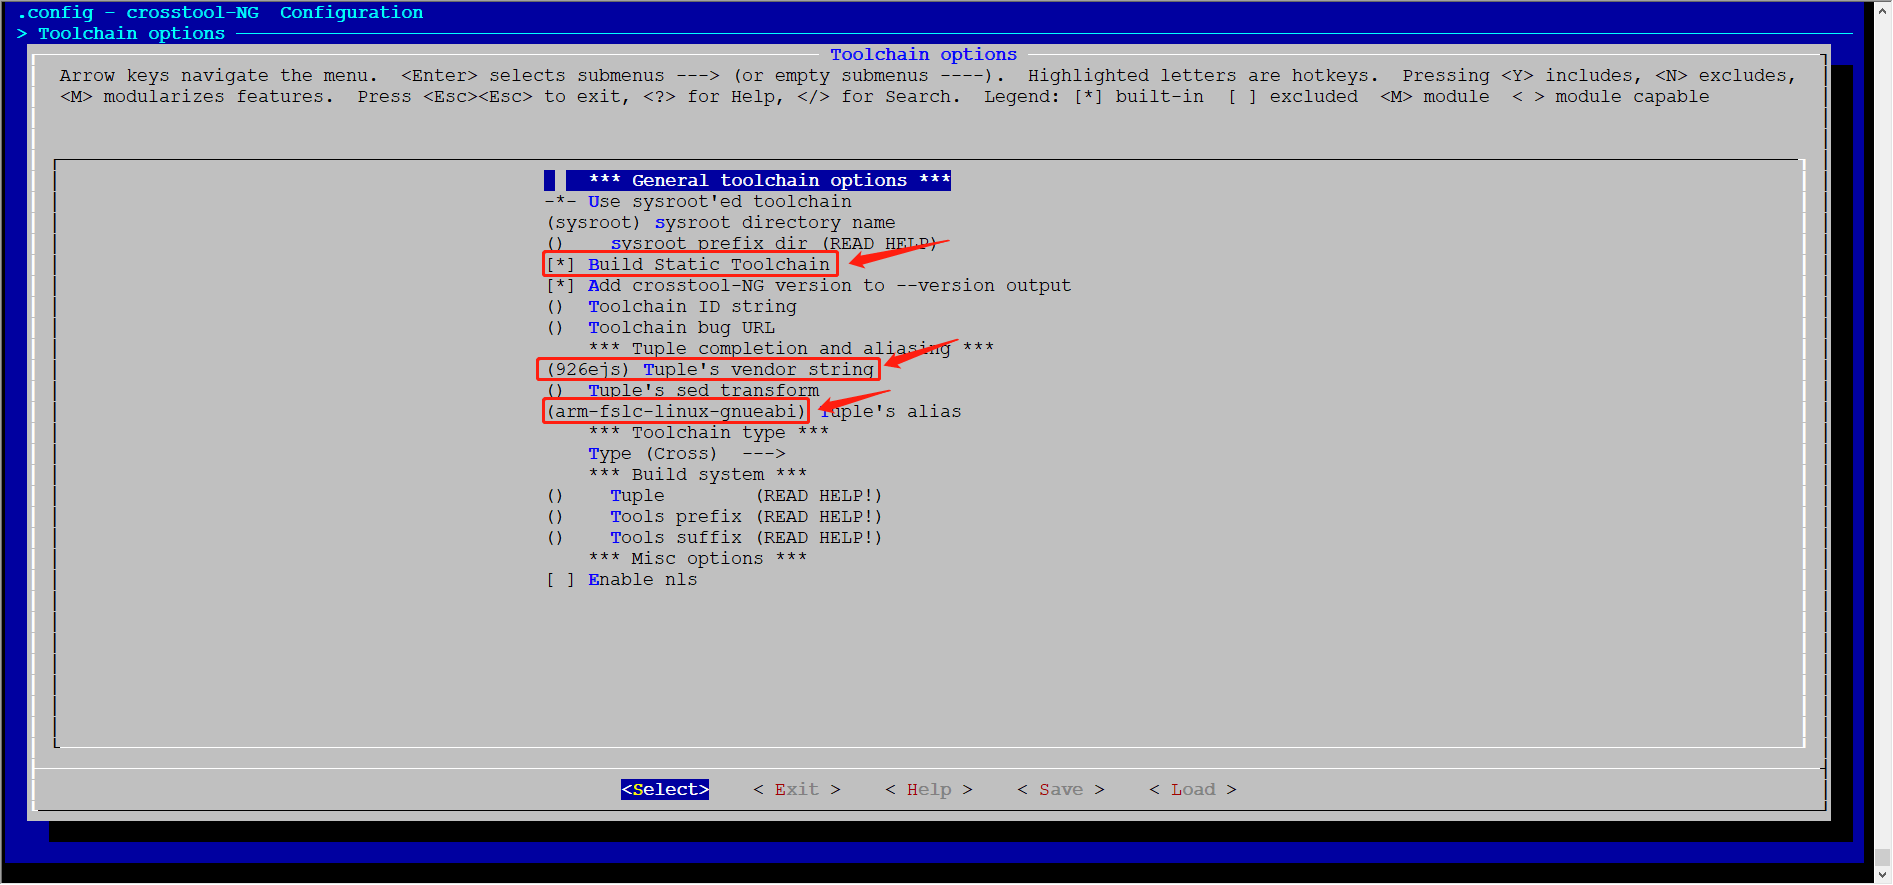 .config - crosstool-NG  Configuration
> Toolchain options
Toolchain options
Arrow keys navigate the menu.  <Enter> selects submenus ---> (or empty submenus ----).  Highlighted letters are hotkeys.  Pressing <Y> includes, <N> excludes,
<M> modularizes features.  Press <Esc><Esc> to exit, <?> for Help, </> for Search.  Legend: [*] built-in  [ ] excluded  <M> module  < > module capable
*** General toolchain options ***
-*- Use sysroot'ed toolchain
(sysroot) sysroot directory name
()    sysroot prefix dir (READ HELP)
[*] Build Static Toolchain
[*] Add crosstool-NG version to --version output
()  Toolchain ID string
()  Toolchain bug URL
*** Tuple completion and aliasing ***
(926ejs) Tuple's vendor string
()  Tuple's sed transform
(arm-fslc-linux-gnueabi) Tuple's alias
*** Toolchain type ***
Type (Cross)  --->
*** Build system ***
()    Tuple        (READ HELP!)
()    Tools prefix (READ HELP!)
()    Tools suffix (READ HELP!)
*** Misc options ***
[ ] Enable nls
<Select>    < Exit >    < Help >    < Save >    < Load >